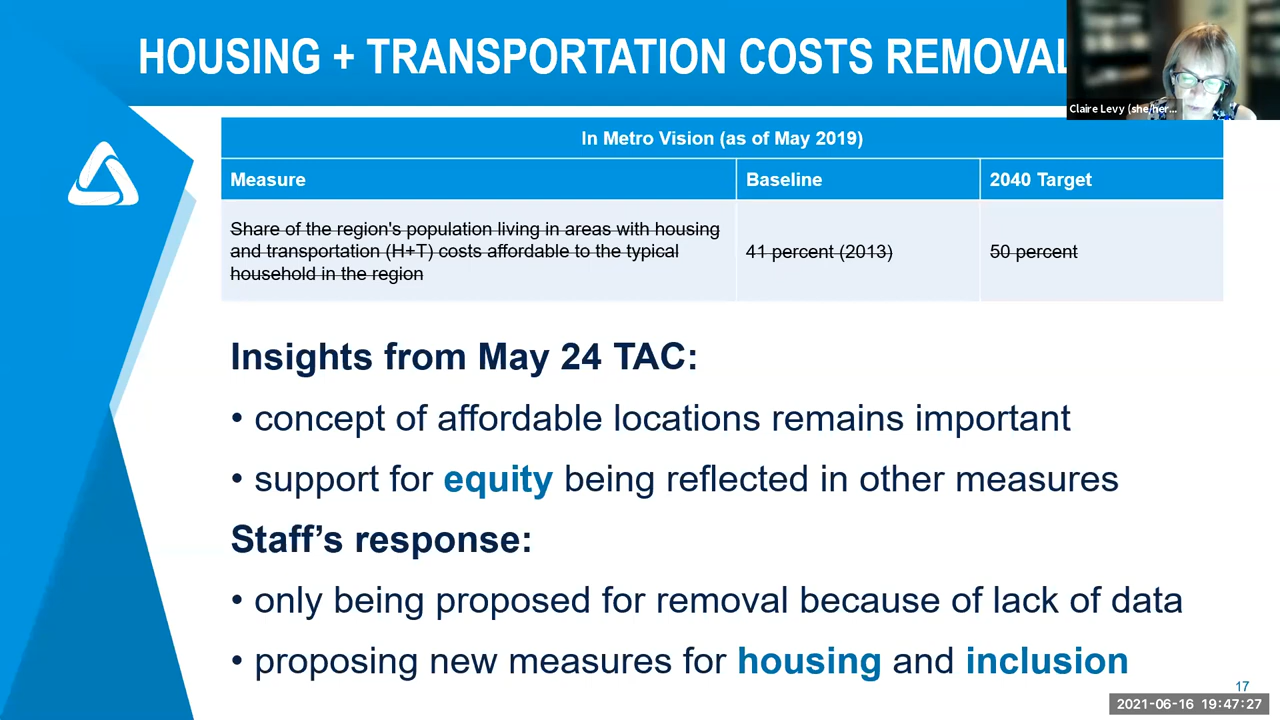 HOUSING + TRANSPORTATION COSTS REMOVAL
Claire Levy (she/her...
In Metro Vision (as of May 2019)
Measure
Baseline
2040 Target
Share of the region's population living in areas with housing
and transportation (H+T) costs affordable to the typical
household in the region
41 percent (2013)
50 percent
Insights from May 24 TAC:
• concept of affordable locations remains important
• support for equity being reflected in other measures
Staff’s response:
• only being proposed for removal because of lack of data
• proposing new measures for housing and inclusion
17
2021-06-16 19:47:27